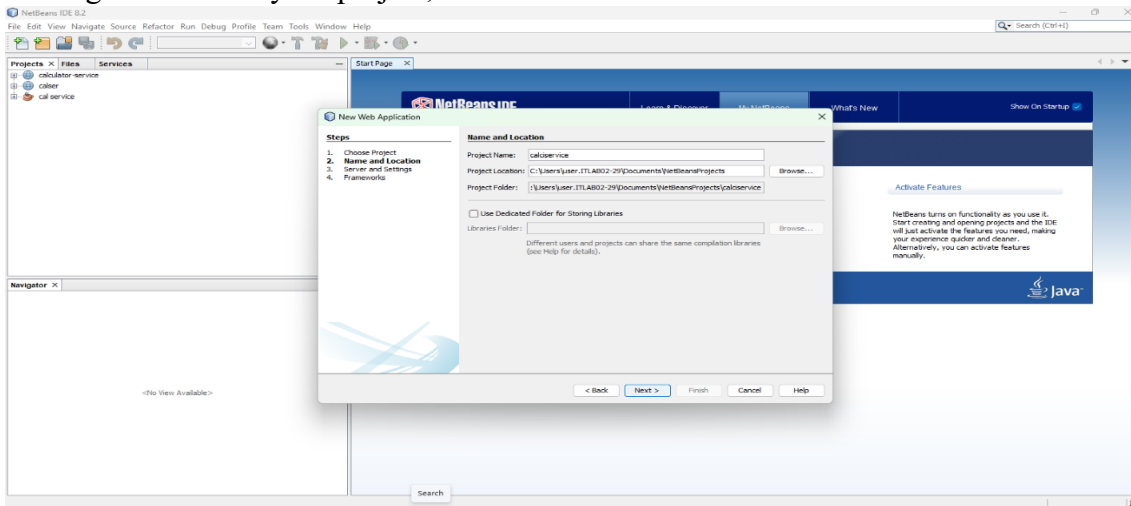 NetBeans IDE 8.2
File Edit View Navigate Source Refactor Run Debug Profile Team Tools Window Help
Search (Ctrl+I)
Projects Files Services
Start Page
calculator-service
calser
cal service
NetBeans IDE
Learn & Discover My NetBeans What's New Show On Startup
New Web Application
Steps
1. Choose Project
2. Name and Location
3. Server and Settings
4. Frameworks
Name and Location
Project Name: calciservice
Project Location: C:\Users\user.ITLAB02-29\Documents\NetBeansProjects Browse...
Project Folder: :\Users\user.ITLAB02-29\Documents\NetBeansProjects\calciservice
Use Dedicated Folder for Storing Libraries
Libraries Folder: Browse...
Different users and projects can share the same compilation libraries
(see Help for details).
< Back Next > Finish Cancel Help
Activate Features
NetBeans turns on functionality as you use it.
Start creating and opening projects and the IDE
will just activate the features you need, making
your experience quicker and cleaner.
Alternatively, you can activate features
manually.
Java
Navigator
<No View Available>
Search